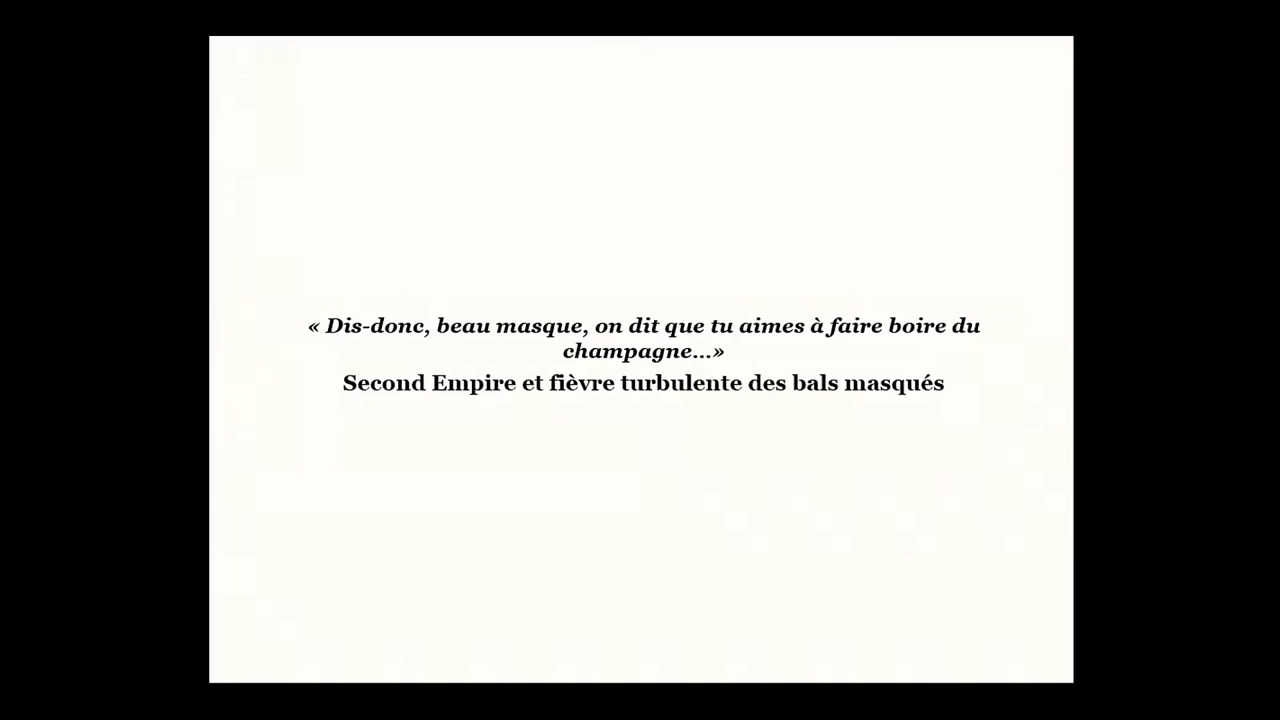 « Dis-donc, beau masque, on dit que tu aimes à faire boire du
champagne...»
Second Empire et fièvre turbulente des bals masqués